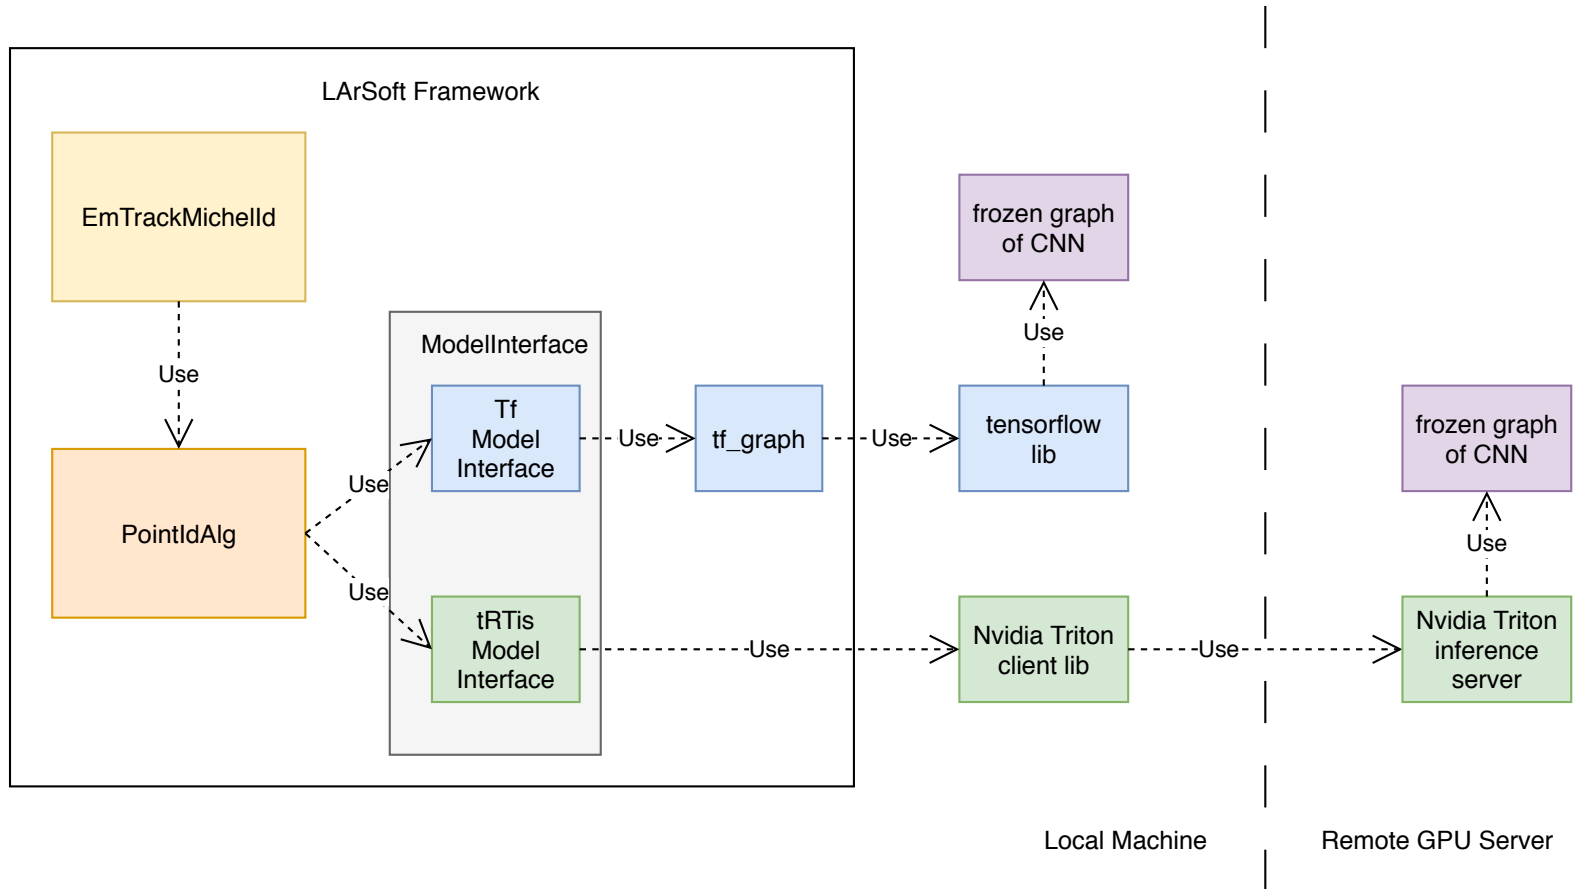 LArSoft Framework
EmTrackMichelId
Use
PointIdAlg
Use
Use
ModelInterface
Tf
Model
Interface
tRTis
Model
Interface
Use
tf_graph
Use
tensorflow
lib
Use
frozen graph
of CNN
Use
Nvidia Triton
client lib
Use
Nvidia Triton
inference
server
Use
frozen graph
of CNN
Local Machine
Remote GPU Server